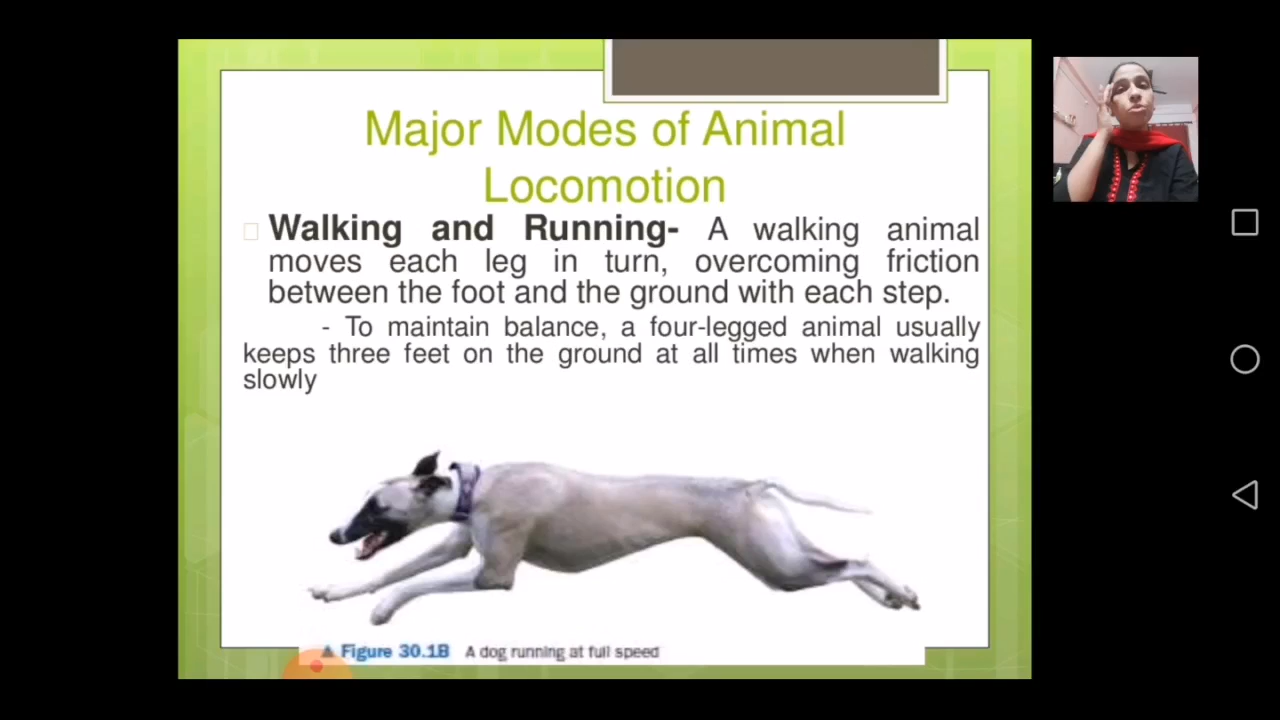 Major Modes of Animal
Locomotion
Walking and Running- A walking animal
moves each leg in turn, overcoming friction
between the foot and the ground with each step.
- To maintain balance, a four-legged animal usually
keeps three feet on the ground at all times when walking
slowly
▲ Figure 30.1B A dog running at full speed